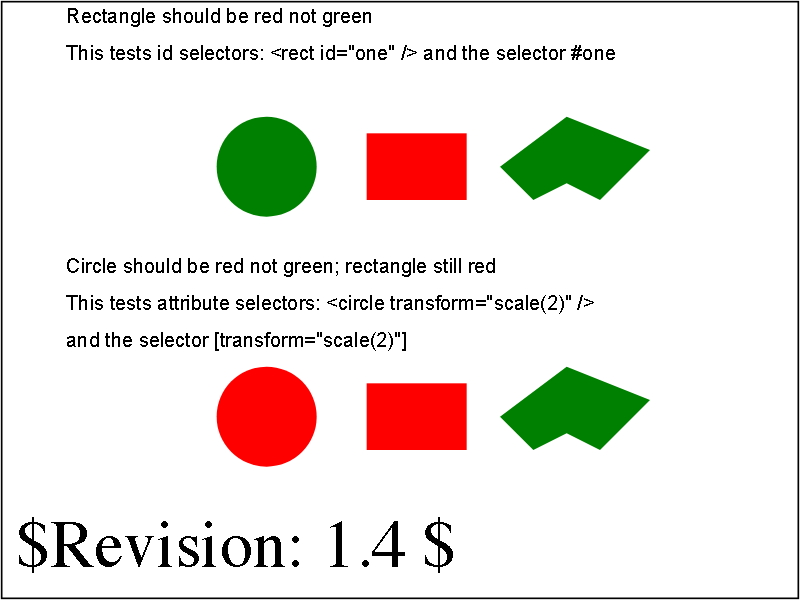 Rectangle should be red not green
This tests id selectors: <rect id="one" /> and the selector #one
Circle should be red not green; rectangle still red
This tests attribute selectors: <circle transform="scale(2)" />
and the selector [transform="scale(2)"]
$Revision: 1.4 $